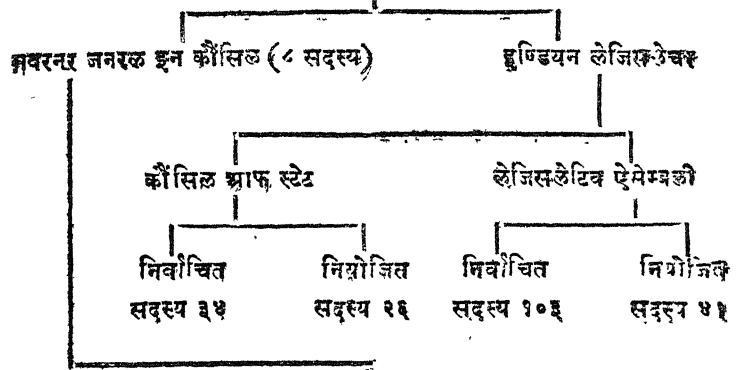 गवरनर जनरल इन कौंसिल (८ सदस्य) इण्डियन लेजिसलेचर
कौंसिल आफ स्टेट लेजिसलेटिव ऐसेम्बली
निर्वाचित नियोजित निर्वाचित नियोजित
सदस्य ३४ सदस्य २६ सदस्य १०३ सदस्य ४१